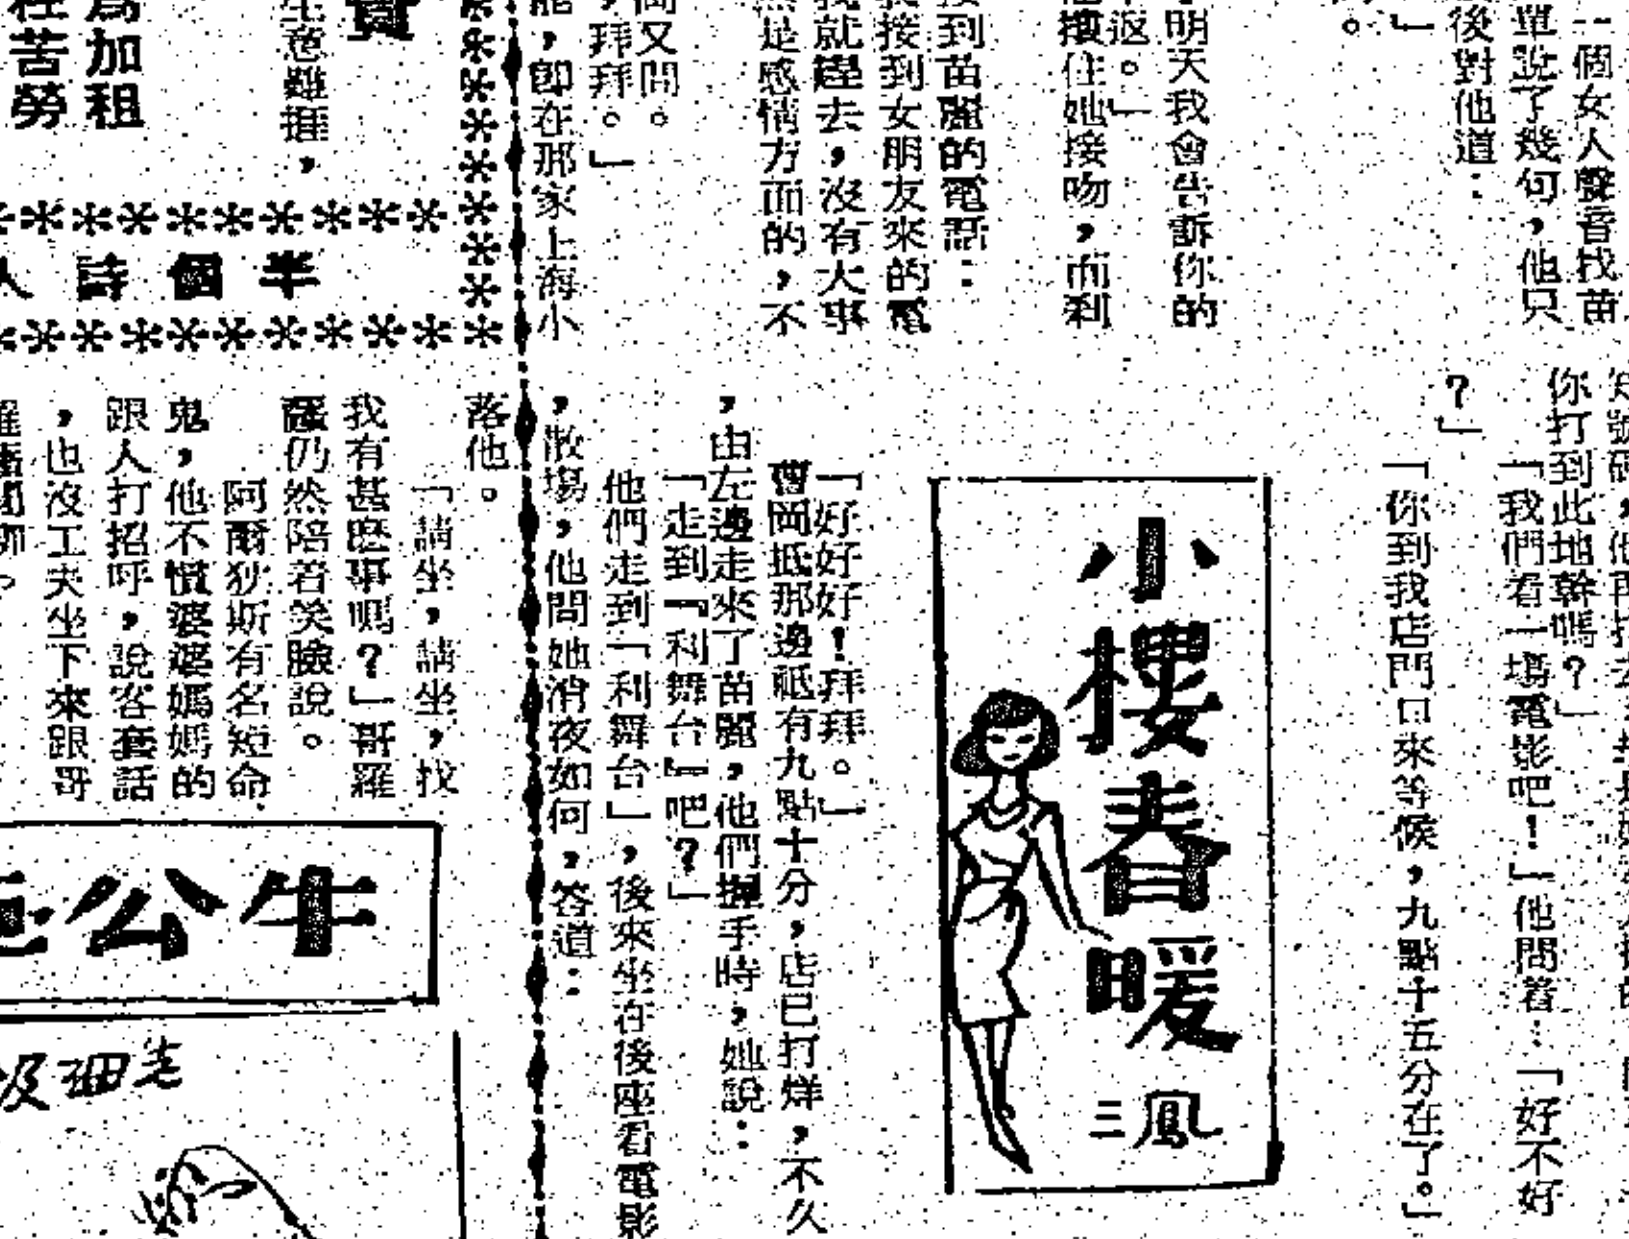 一個女人聲音找苗
單說了幾句，他只
後對他道：
」
。
明天我會告訴你的
返。」
摟住她接吻，而剎
接到苗麗的電話：
接到女朋友來的電
我就趕去，沒有大事
是感情方面的，不
問又問。
，拜拜。」
，卽在那家上海小
你打到此地幹嗎？」
「我們看一場電影吧！」他問着…「好不好
？」
「你到我店門口來等候，九點十五分在了。」
小樓春暖
三鳳
「好好好！拜拜。」
曹岡抵那邊祗有九點十分，店已打烊，不久
，由左邊走來了苗麗，他們握手時，她說：
「走到『利舞台』吧？」
他們走到「利舞台」，後來坐在後座看電影
，散場，他問她消夜如何，答道：
為加租
在苦勞
生意難捱，
半個詩人
落他。
「請坐，請坐，找
我有甚麽事嗎？」哥羅
仍然陪着笑臉說。
阿爾狄斯有名短命
鬼，他不慣婆婆媽媽的
跟人打招呼，說客套話
，也沒工夫坐下來跟哥
牛公